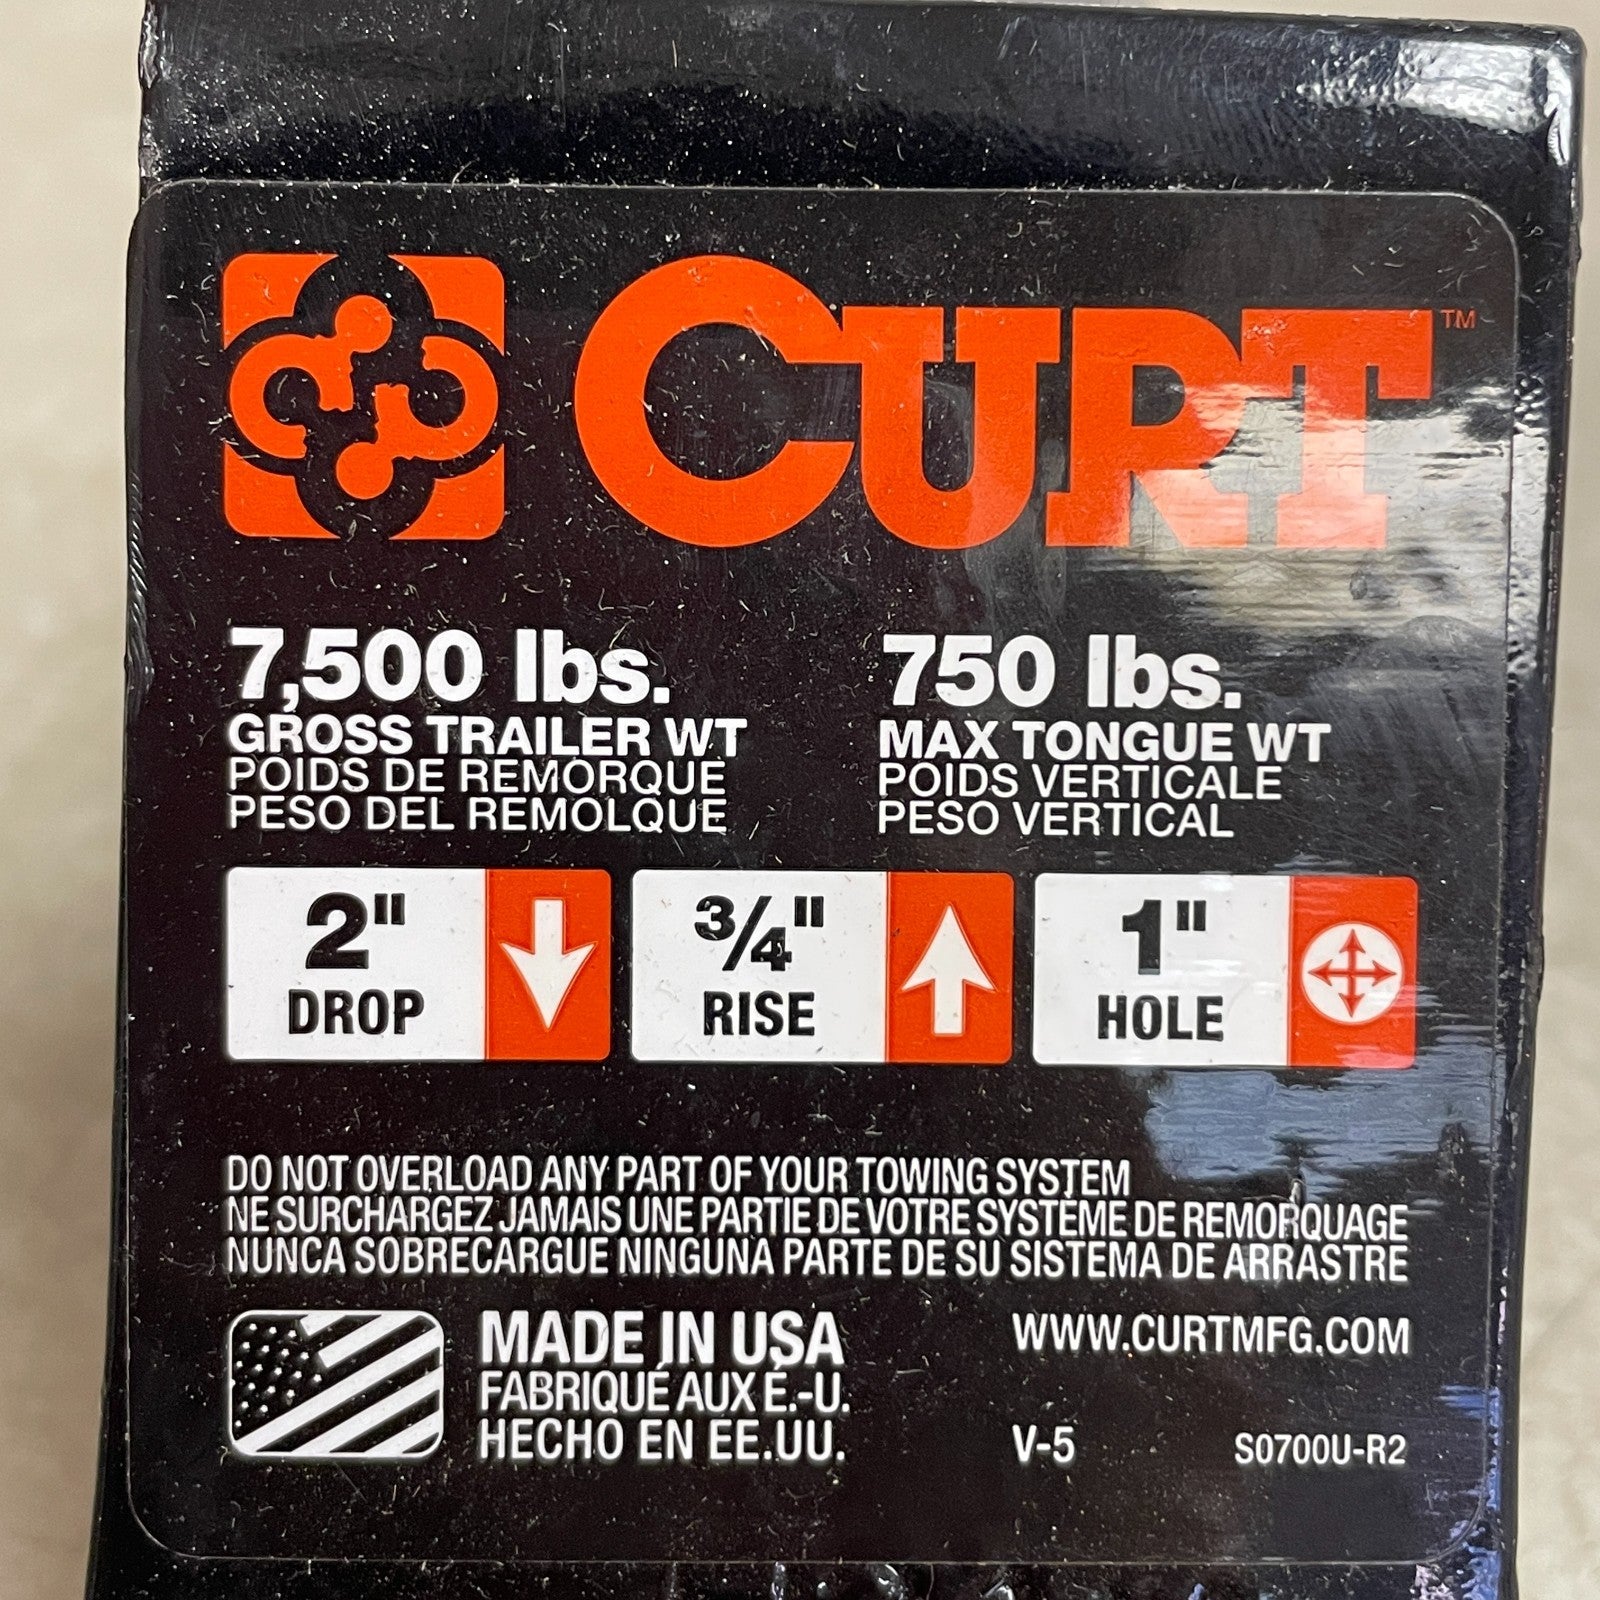 CURT™
7,500 lbs.
GROSS TRAILER WT
POIDS DE REMORQUE
PESO DEL REMOLQUE
750 lbs.
MAX TONGUE WT
POIDS VERTICALE
PESO VERTICAL
2"
DROP
3/4"
RISE
1"
HOLE
DO NOT OVERLOAD ANY PART OF YOUR TOWING SYSTEM
NE SURCHARGEZ JAMAIS UNE PARTIE DE VOTRE SYSTÈME DE REMORQUAGE
NUNCA SOBRECARGUE NINGUNA PARTE DE SU SISTEMA DE ARRASTRE
MADE IN USA
FABRIQUÉ AUX É.-U.
HECHO EN EE.UU.
WWW.CURTMFG.COM
V-5
S0700U-R2